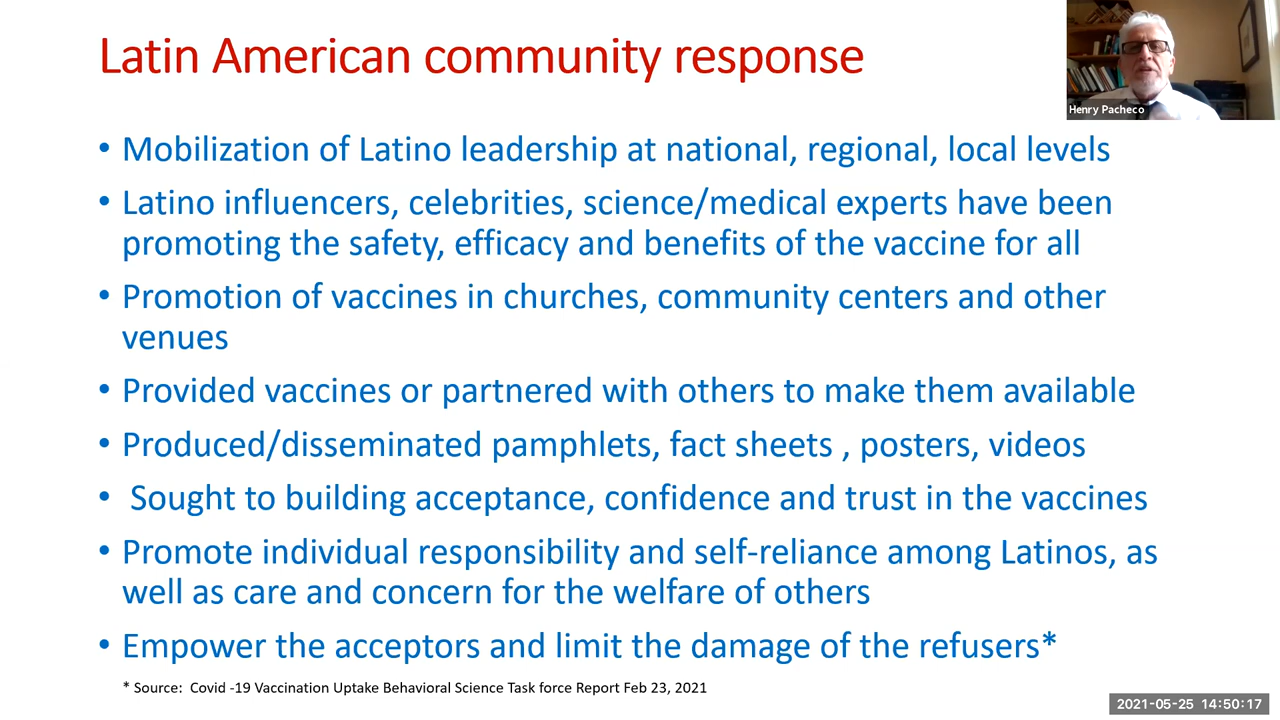 Latin American community response
Henry Pacheco
• Mobilization of Latino leadership at national, regional, local levels
• Latino influencers, celebrities, science/medical experts have been
promoting the safety, efficacy and benefits of the vaccine for all
• Promotion of vaccines in churches, community centers and other
venues
• Provided vaccines or partnered with others to make them available
• Produced/disseminated pamphlets, fact sheets , posters, videos
• Sought to building acceptance, confidence and trust in the vaccines
• Promote individual responsibility and self-reliance among Latinos, as
well as care and concern for the welfare of others
• Empower the acceptors and limit the damage of the refusers*
* Source: Covid -19 Vaccination Uptake Behavioral Science Task force Report Feb 23, 2021
2021-05-25 14:50:17